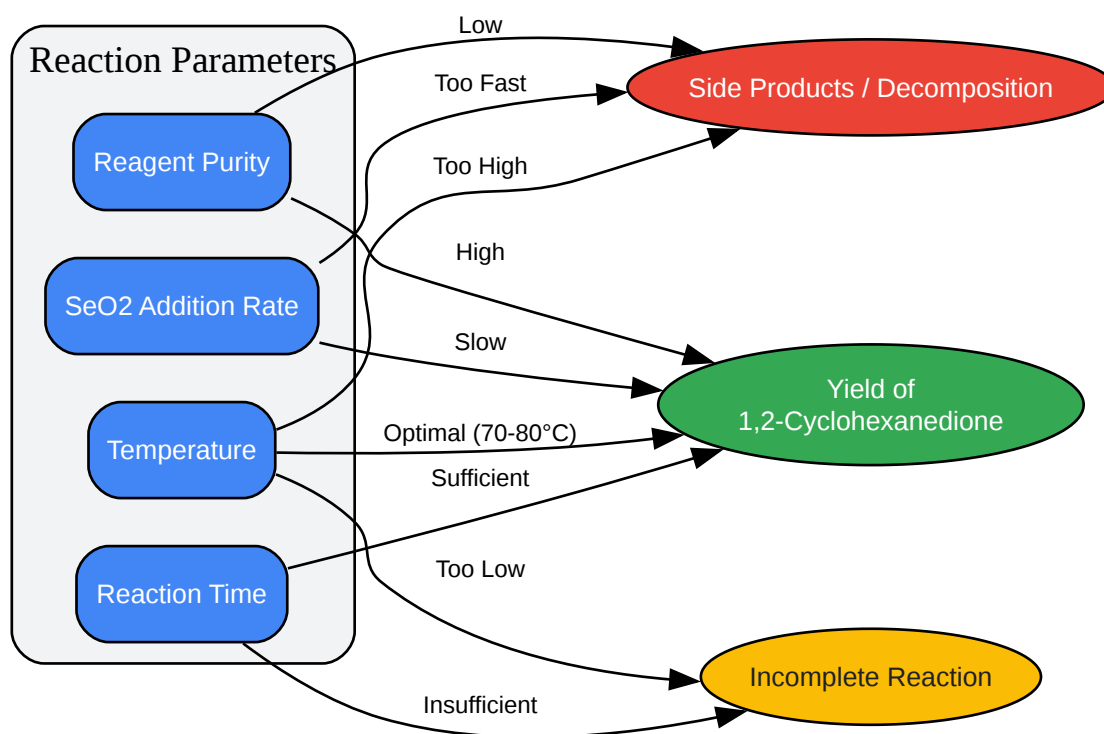 Reaction Parameters
Low
Side Products / Decomposition
Too Fast
Reagent Purity
Too High
High
SeO2 Addition Rate
Slow
Yield of
1,2-Cyclohexanedione
Optimal (70-80°C)
Temperature
Sufficient
Too Low
Reaction Time
Incomplete Reaction
Insufficient